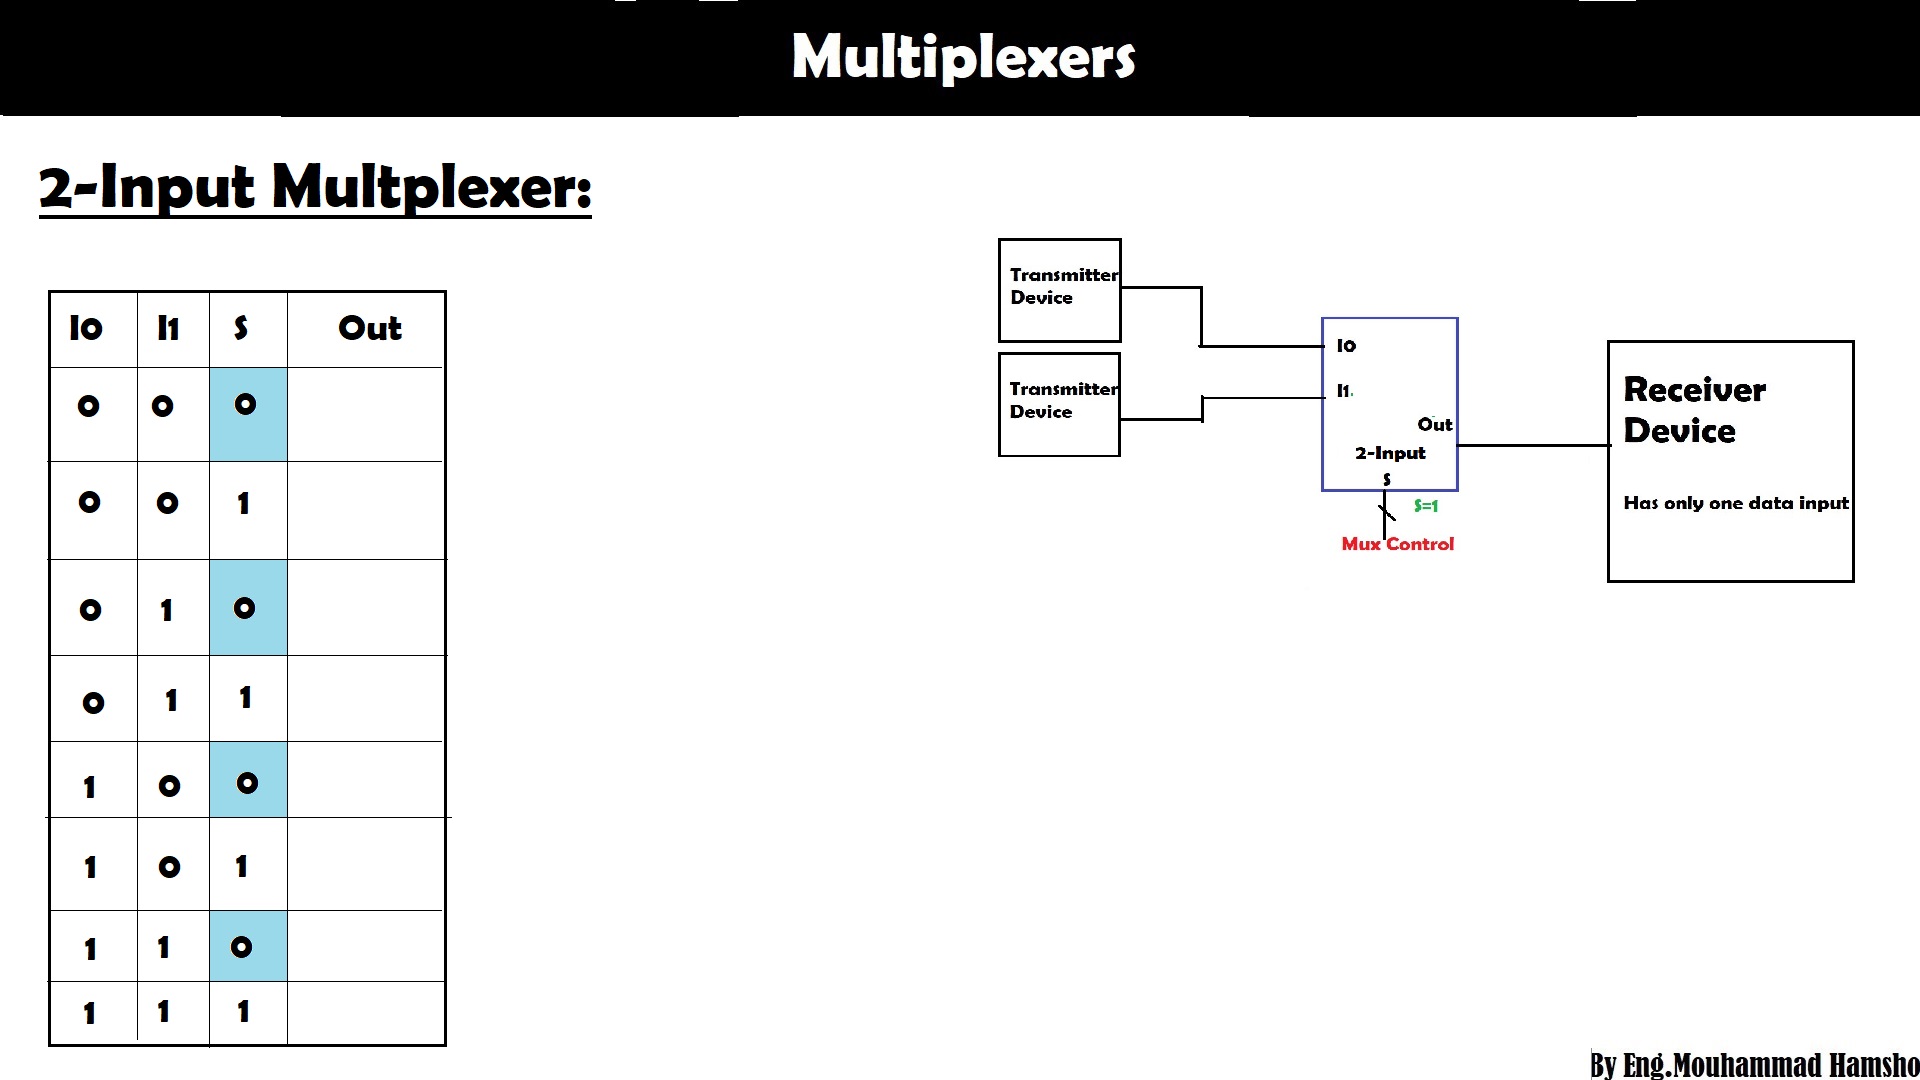 Multiplexers
2-Input Multplexer:
I0 I1 S Out
0 0 0
0 0 1
0 1 0
0 1 1
1 0 0
1 0 1
1 1 0
1 1 1
Transmitter
Device
Transmitter
Device
I0
I1
Out
2-Input
S
S=1
Mux Control
Receiver
Device
Has only one data input
By Eng.Mouhammad Hamsho